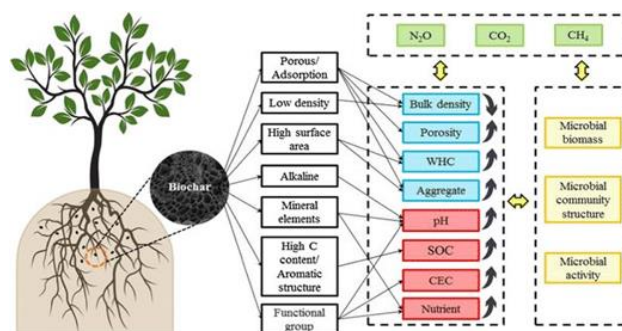 N2O
CO2
CH4
Porous/
Adsorption
Low density
High surface
area
Alkaline
Mineral
elements
High C
content/
Aromatic
structure
Functional
group
Biochar
Bulk density
Porosity
WHC
Aggregate
pH
SOC
CEC
Nutrient
Microbial
biomass
Microbial
community
structure
Microbial
activity